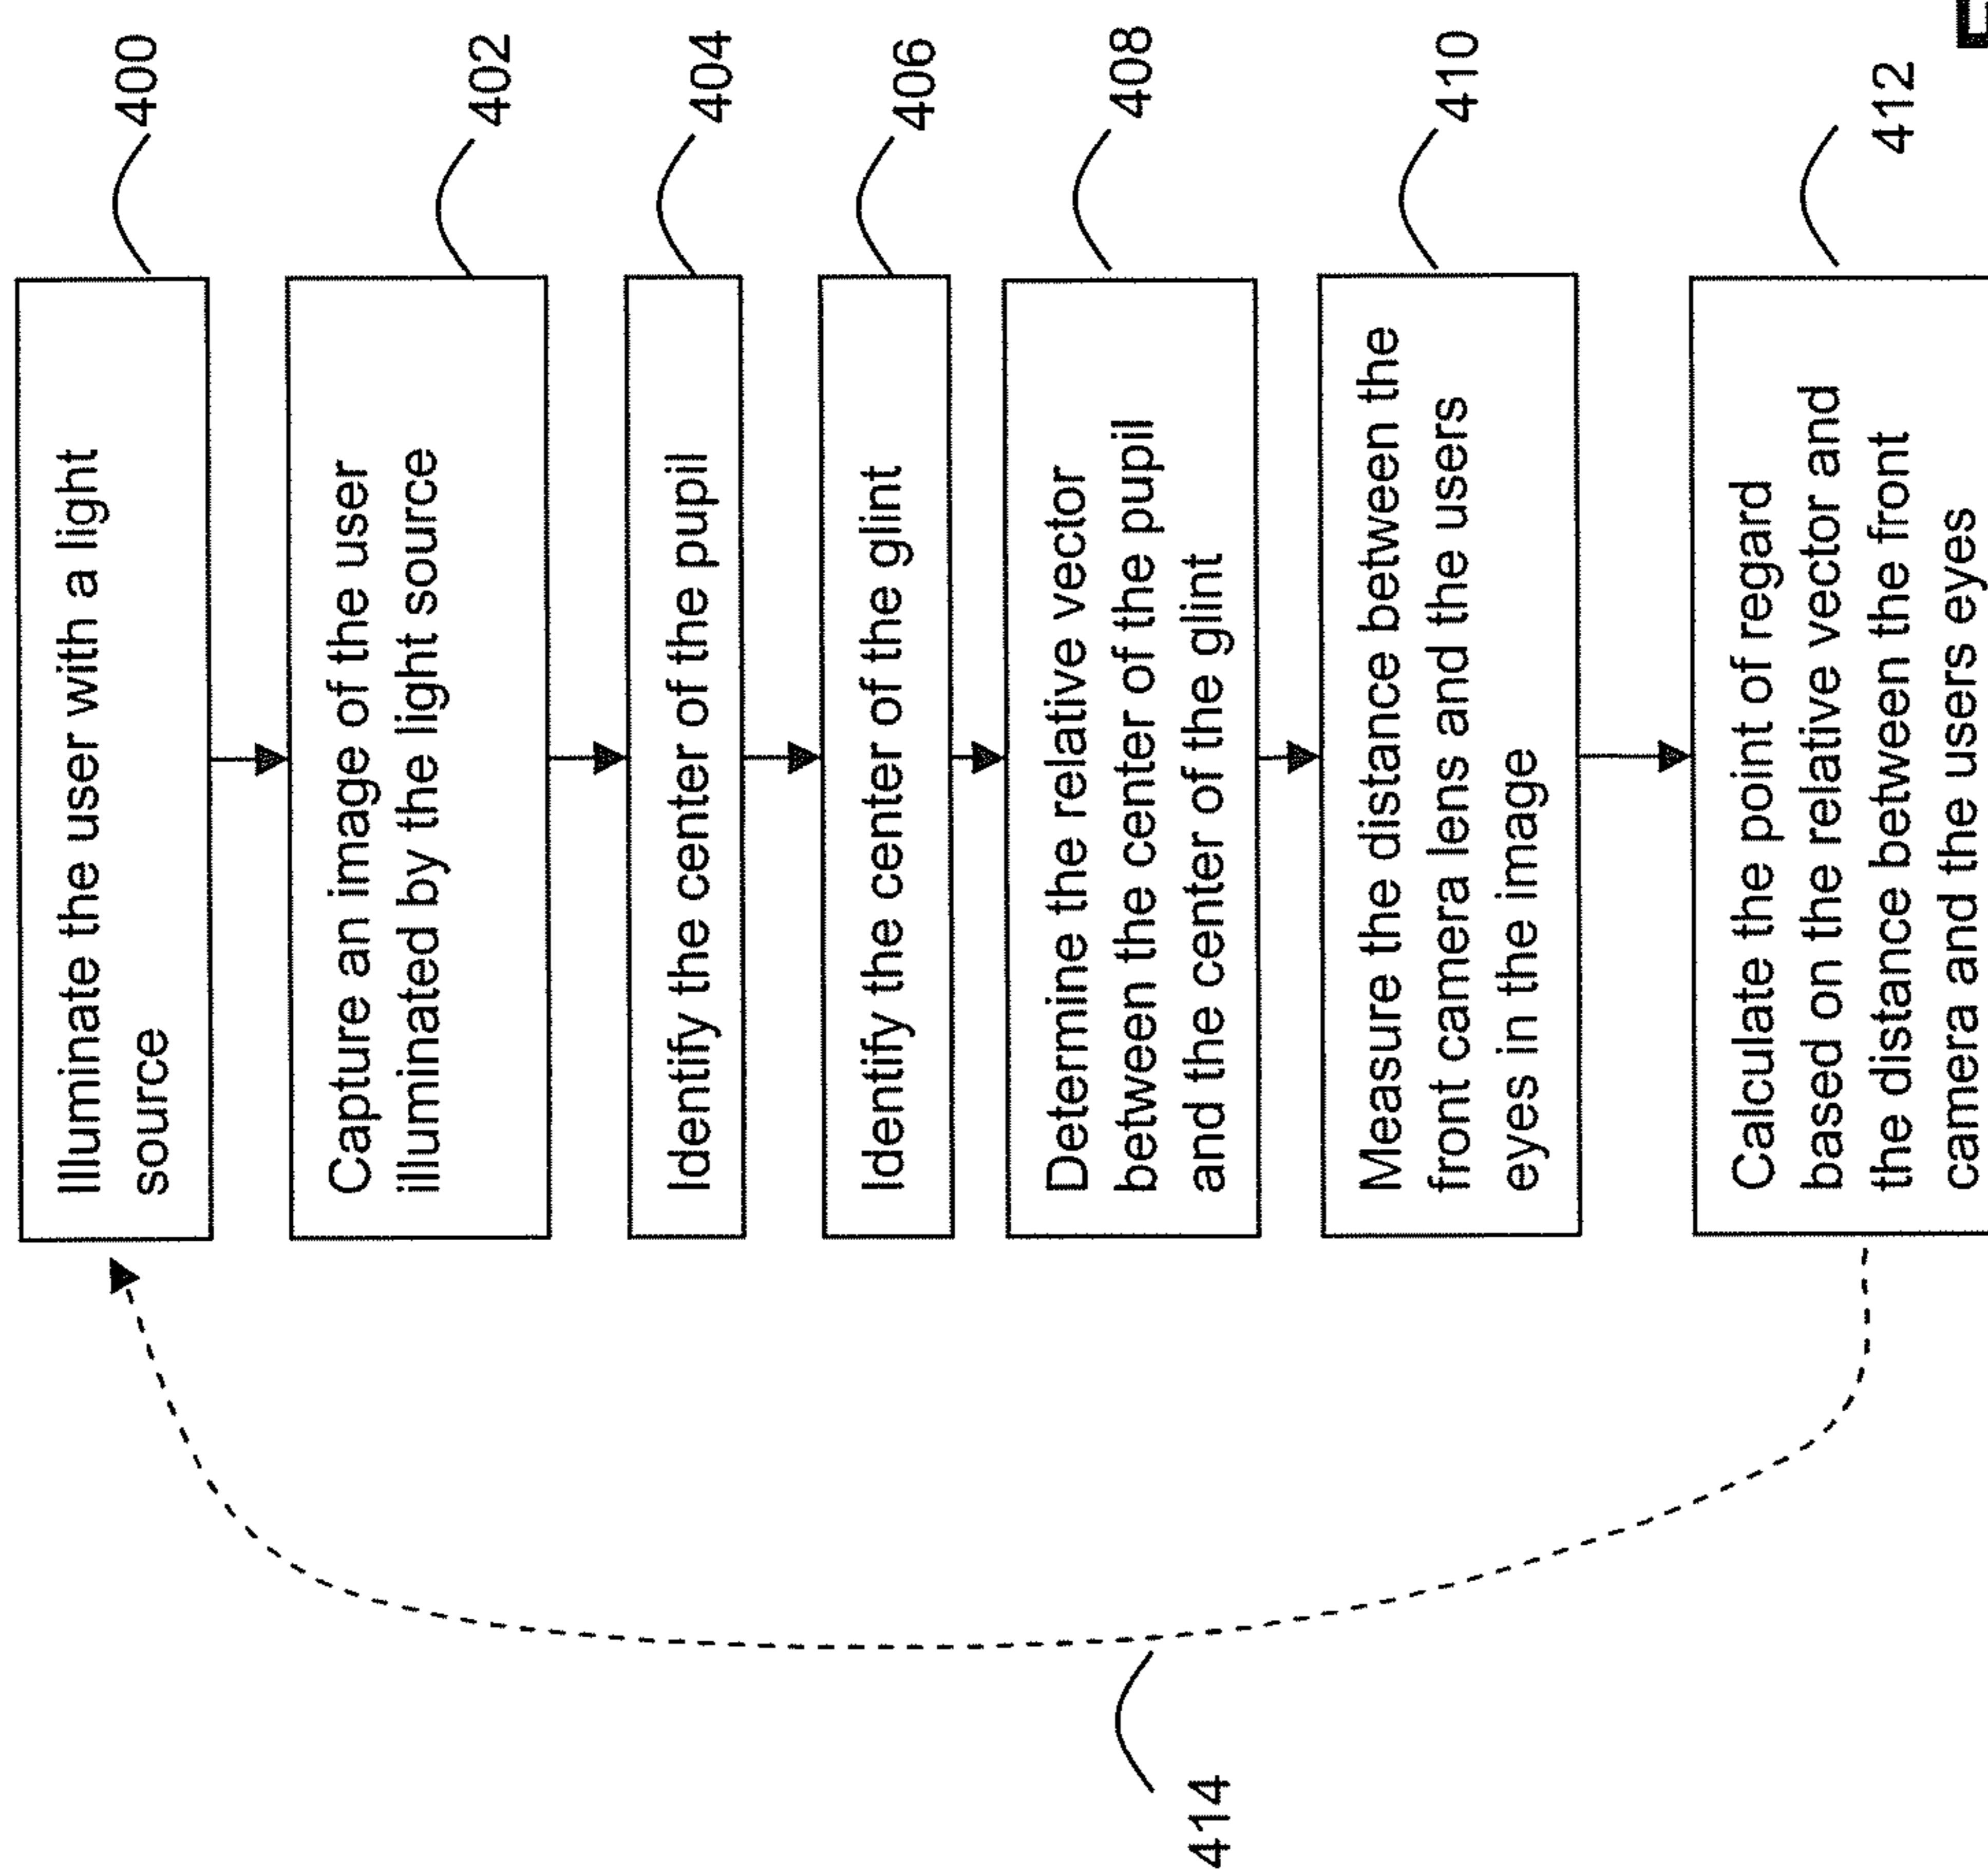 Illuminate the user with a light
source
400
Capture an image of the user
illuminated by the light source
402
Identify the center of the pupil
404
Identify the center of the glint
406
Determine the relative vector
between the center of the pupil
and the center of the glint
408
Measure the distance between the
front camera lens and the users
eyes in the image
410
Calculate the point of regard
based on the relative vector and
the distance between the front
camera and the users eyes
412
414